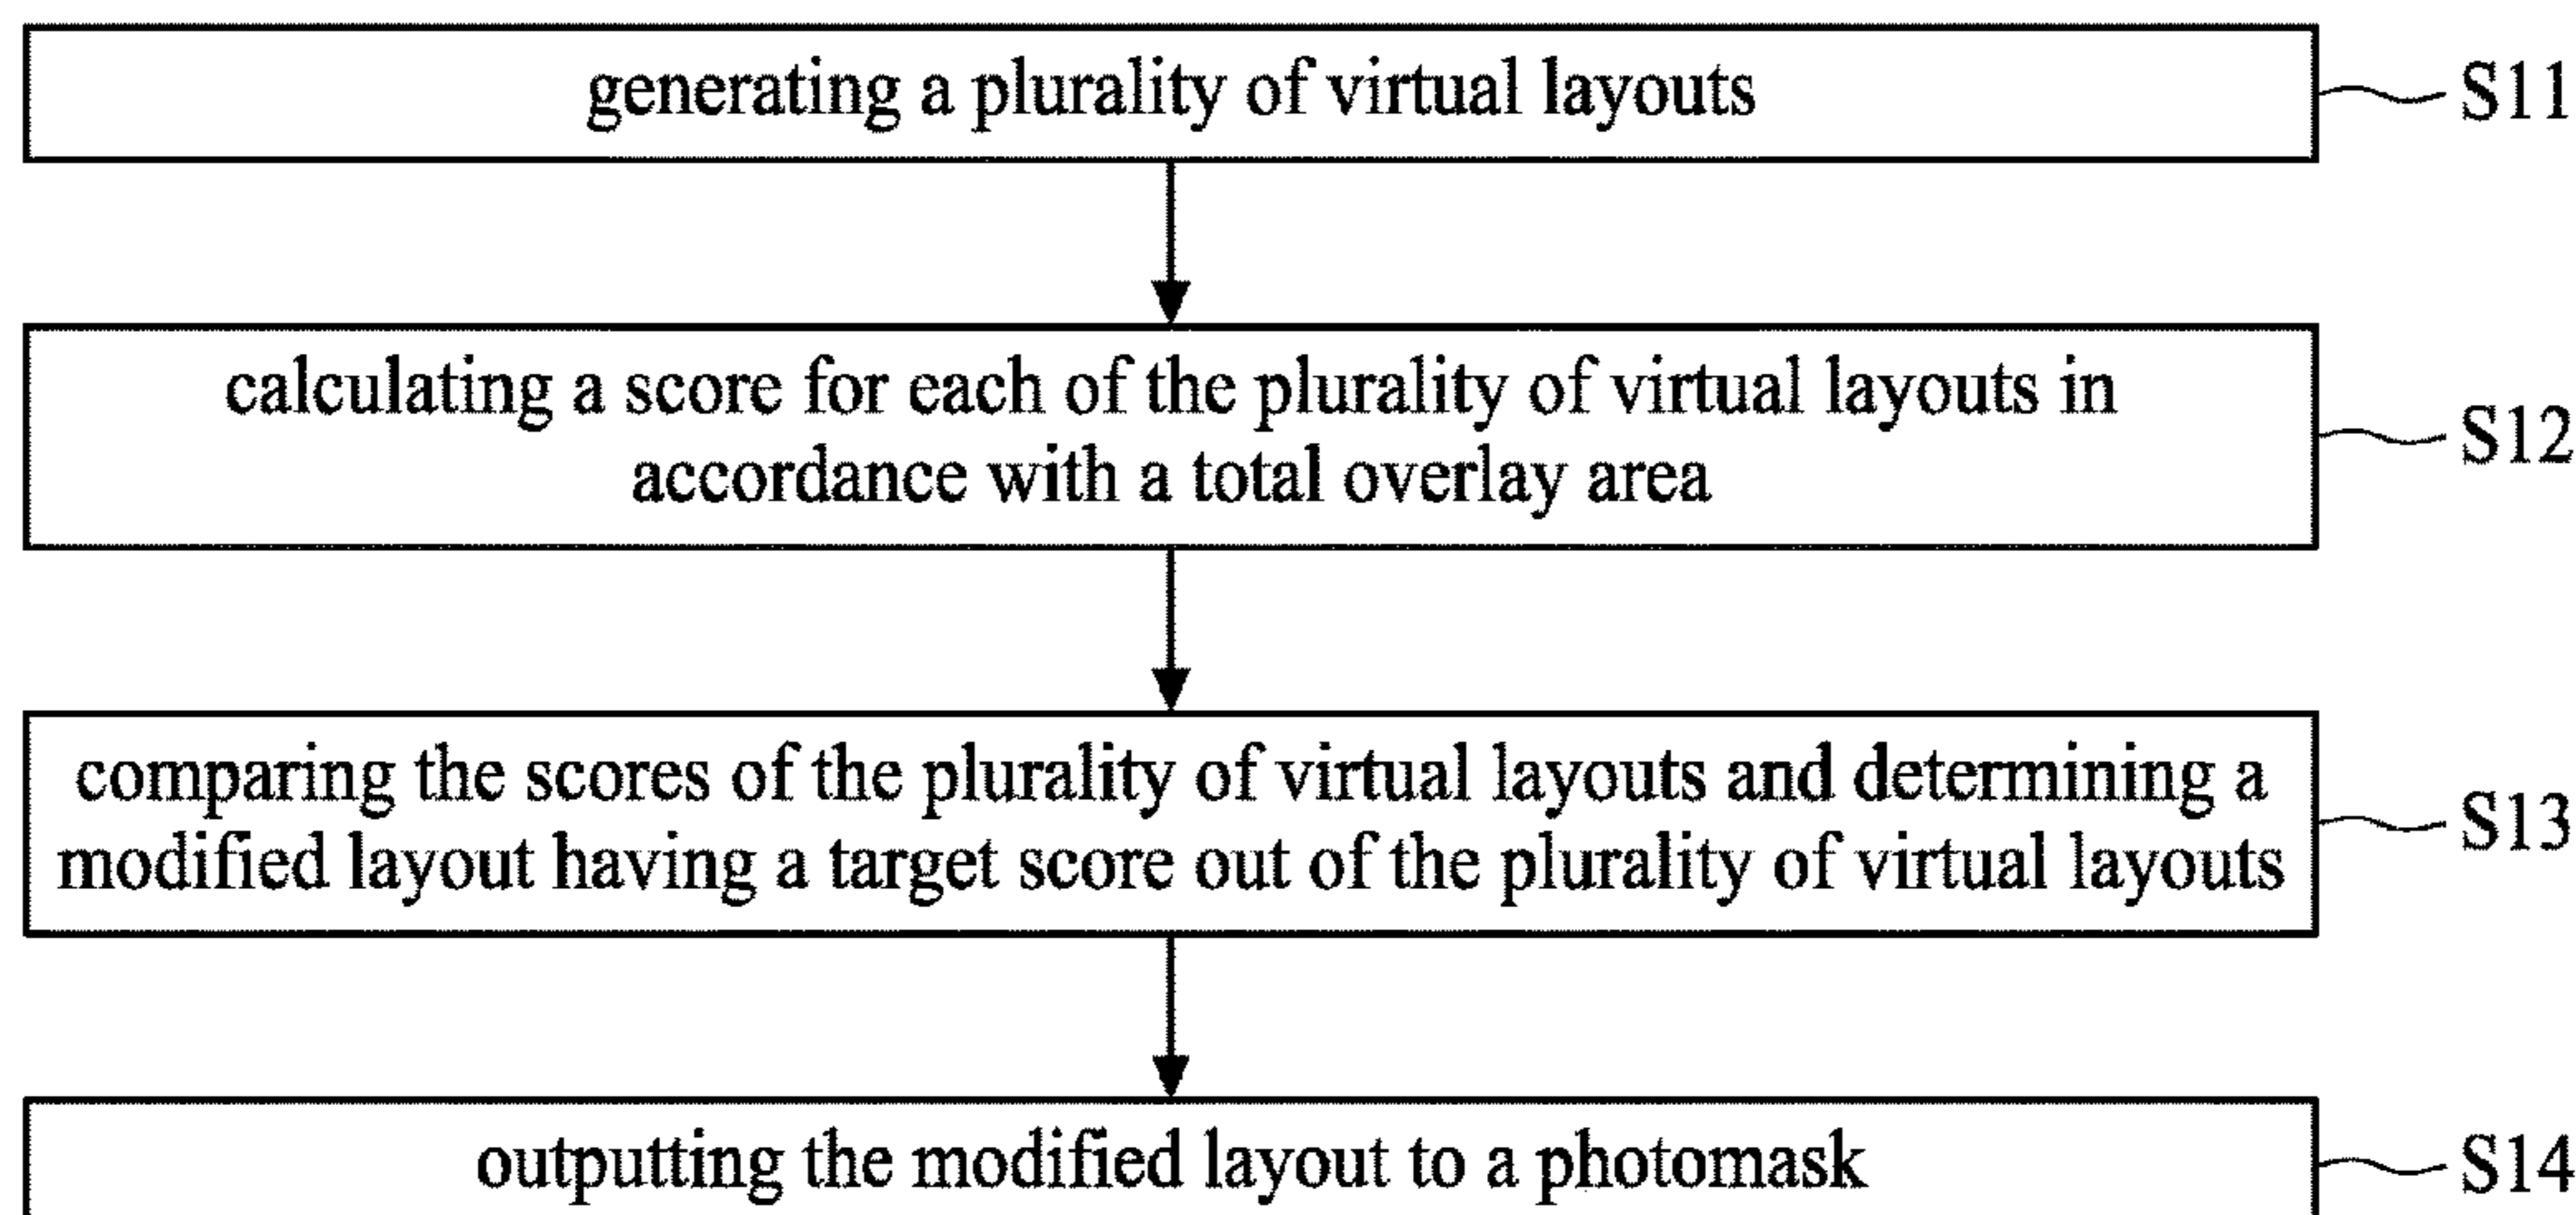 generating a plurality of virtual layouts
S11
calculating a score for each of the plurality of virtual layouts in
accordance with a total overlay area
S12
comparing the scores of the plurality of virtual layouts and determining a
modified layout having a target score out of the plurality of virtual layouts
S13
outputting the modified layout to a photomask
S14